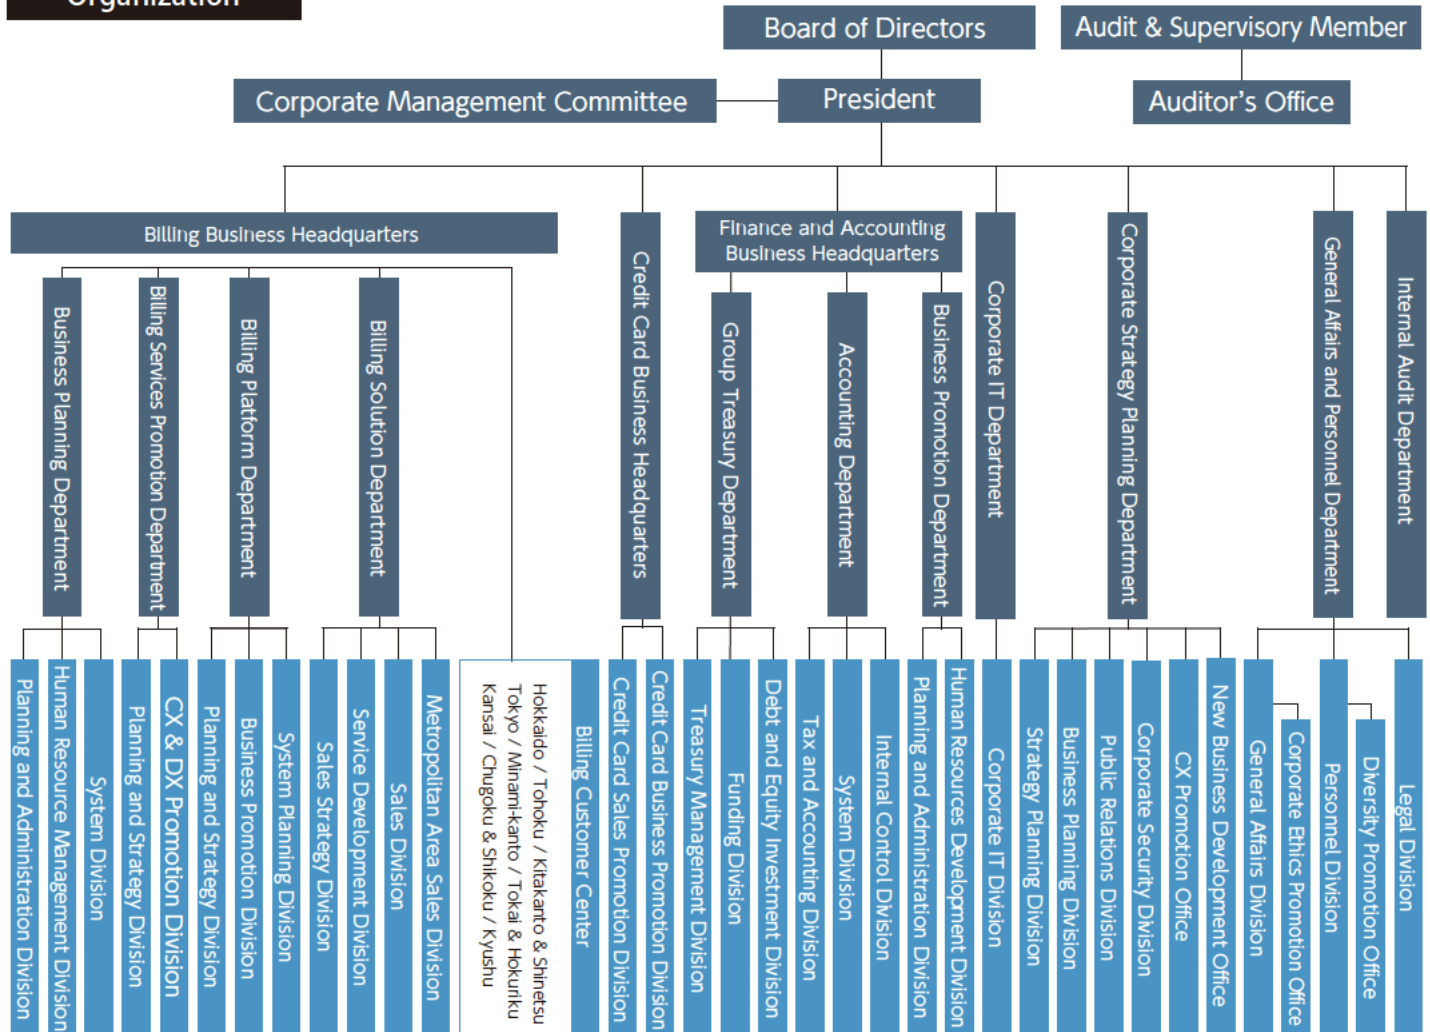 Organization
Board of Directors
Audit & Supervisory Member
Corporate Management Committee
President
Auditor's Office
Billing Business Headquarters
Credit Card Business Headquarters
Finance and Accounting
Business Headquarters
Corporate IT Department
Corporate Strategy Planning Department
General Affairs and Personnel Department
Internal Audit Department
Business Planning Department
Billing Services Promotion Department
Billing Platform Department
Billing Solution Department
Group Treasury Department
Accounting Department
Business Promotion Department
Planning and Administration Division
Human Resource Management Division
System Division
Planning and Strategy Division
CX & DX Promotion Division
Planning and Strategy Division
Business Promotion Division
System Planning Division
Sales Strategy Division
Service Development Division
Sales Division
Metropolitan Area Sales Division
Hokkaido / Tohoku / Kitakanto & Shinetsu
Tokyo / Minami-kanto / Tokai & Hokuriku
Kansai / Chugoku & Shikoku / Kyushu
Billing Customer Center
Credit Card Sales Promotion Division
Credit Card Business Promotion Division
Treasury Management Division
Funding Division
Debt and Equity Investment Division
Tax and Accounting Division
System Division
Internal Control Division
Planning and Administration Division
Human Resources Development Division
Corporate IT Division
Strategy Planning Division
Business Planning Division
Public Relations Division
Corporate Security Division
CX Promotion Office
New Business Development Office
General Affairs Division
Corporate Ethics Promotion Office
Personnel Division
Diversity Promotion Office
Legal Division